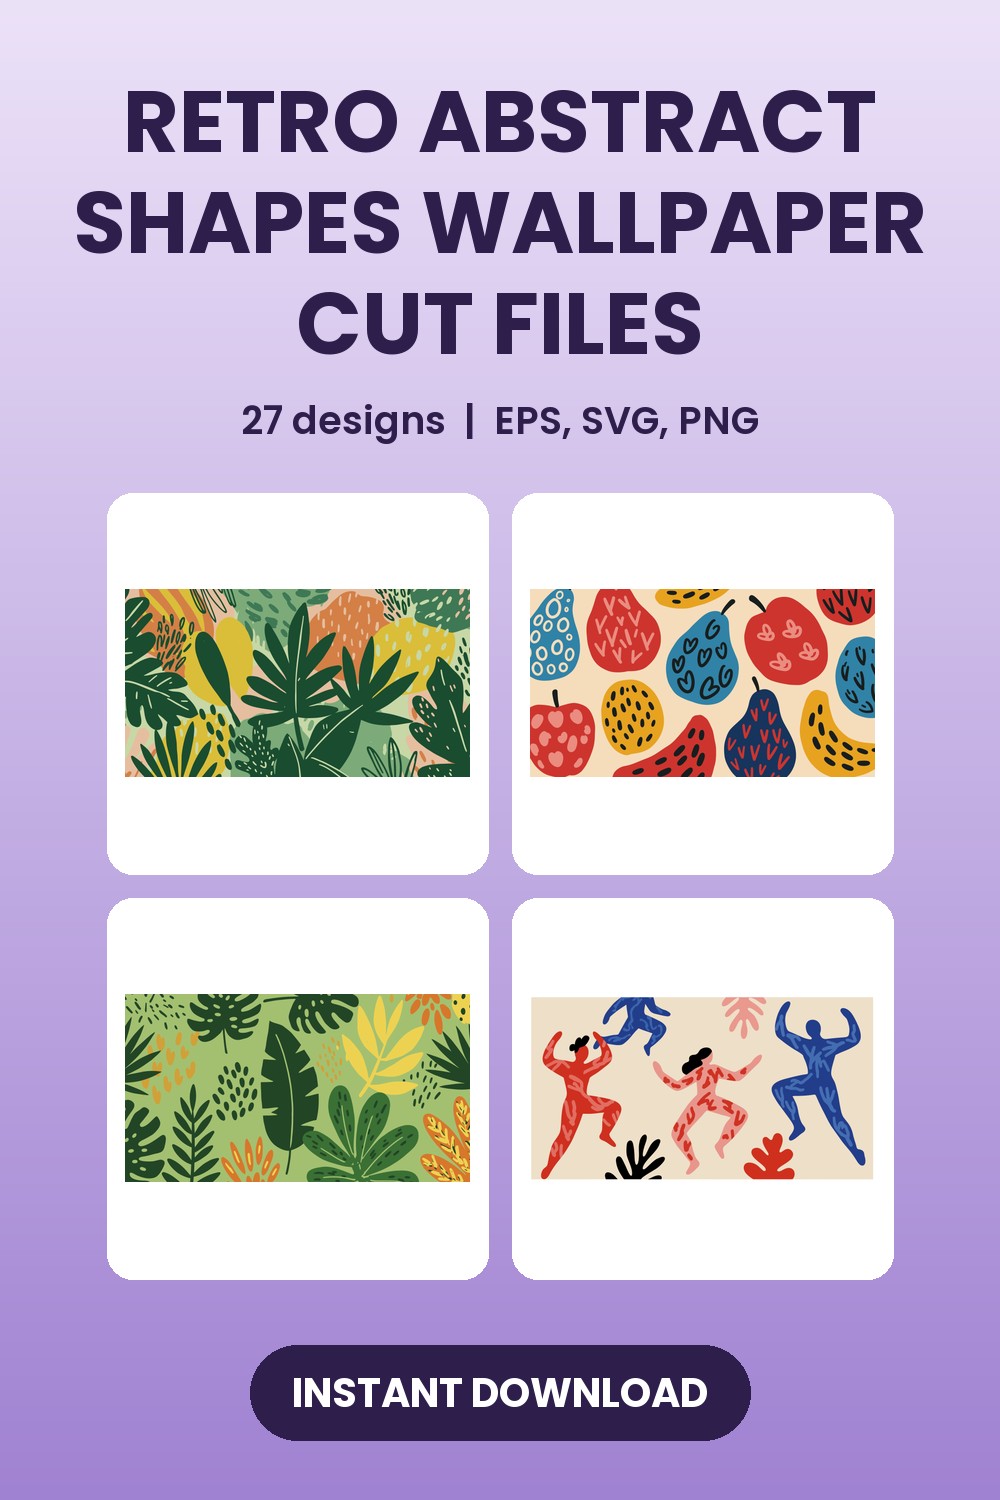 RETRO ABSTRACT
SHAPES WALLPAPER
CUT FILES
27 designs | EPS, SVG, PNG
INSTANT DOWNLOAD